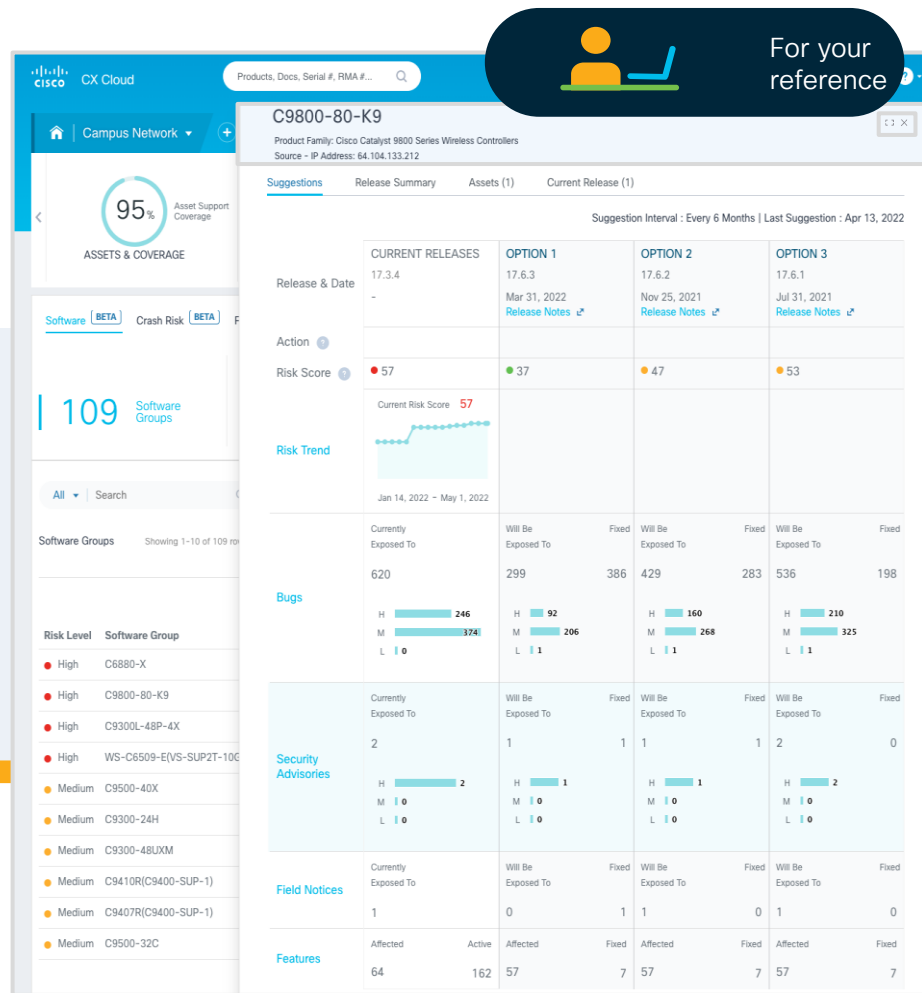 For your
reference
CISCO
CX Cloud
Products, Docs, Serial #, RMA #...
?
Campus Network
+
95%
Asset Support
Coverage
ASSETS & COVERAGE
Software BETA Crash Risk BETA F
109 Software
Groups
All Search
Software Groups Showing 1-10 of 109 ro
Risk Level Software Group
High C6880-X
High C9800-80-K9
High C9300L-48P-4X
High WS-C6509-E(VS-SUP2T-10G
Medium C9500-40X
Medium C9300-24H
Medium C9300-48UXM
Medium C9410R(C9400-SUP-1)
Medium C9407R(C9400-SUP-1)
Medium C9500-32C
C9800-80-K9
Product Family: Cisco Catalyst 9800 Series Wireless Controllers
Source - IP Address: 64.104.133.212
Suggestions Release Summary Assets (1) Current Release (1)
Suggestion Interval : Every 6 Months | Last Suggestion : Apr 13, 2022
CURRENT RELEASES OPTION 1 OPTION 2 OPTION 3
Release & Date 17.3.4 17.6.3 17.6.2 17.6.1
- Mar 31, 2022 Nov 25, 2021 Jul 31, 2021
Release Notes Release Notes Release Notes
Action ?
Risk Score ? 57 37 47 53
Risk Trend
Current Risk Score 57
Jan 14, 2022 - May 1, 2022
Bugs
Currently Will Be Fixed Will Be Fixed Will Be Fixed
Exposed To Exposed To Exposed To Exposed To
620 299 386 429 283 536 198
H 246 H 92 H 160 H 210
M 374 M 206 M 268 M 325
L 0 L 1 L 1 L 1
Security
Advisories
Currently Will Be Fixed Will Be Fixed Will Be Fixed
Exposed To Exposed To Exposed To Exposed To
2 1 1 1 1 2 0
H 2 H 1 H 1 H 2
M 0 M 0 M 0 M 0
L 0 L 0 L 0 L 0
Field Notices
Currently Will Be Fixed Will Be Fixed Will Be Fixed
Exposed To Exposed To Exposed To Exposed To
1 0 1 1 0 1 0
Features
Affected Active Affected Fixed Affected Fixed Affected Fixed
64 162 57 7 57 7 57 7